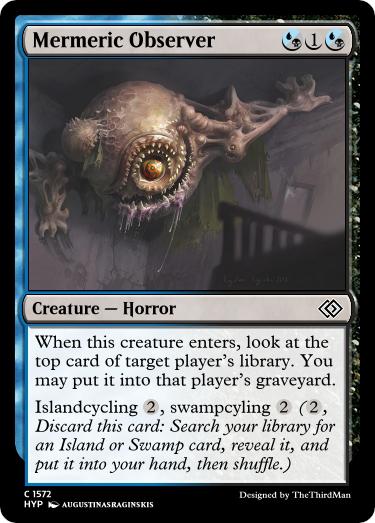 Mermeric Observer 1
Creature — Horror
When this creature enters, look at the
top card of target player's library. You
may put it into that player's graveyard.
Islandcycling 2, swampcyling 2 (2,
Discard this card: Search your library for
an Island or Swamp card, reveal it, and
put it into your hand, then shuffle.)
C 1572
HYP AUGUSTINASRAGINSKIS
Designed by TheThirdMan